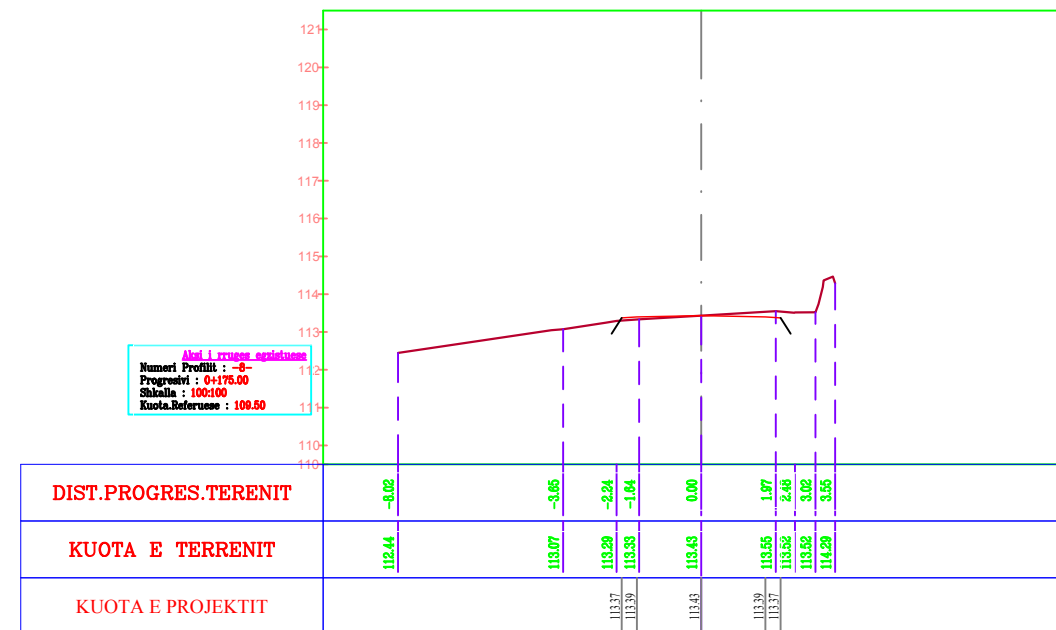 121
120
119
118
117
116
115
114
113
112
111
110
110
Aksi i rruges egzistuese
Numeri Profilit : -8-
Progresivi : 0+175.00
Shkalla : 100:100
Kuota.Referuese : 109.50
DIST.PROGRES.TERENIT
-8.02 -3.65 -2.24 -1.64 0.00 1.97 2.48 3.02 3.55
KUOTA E TERRENIT
112.44 113.07 113.29 113.33 113.43 113.55 113.52 113.52 114.29
KUOTA E PROJEKTIT
113.37 113.39 113.43 113.39 113.37